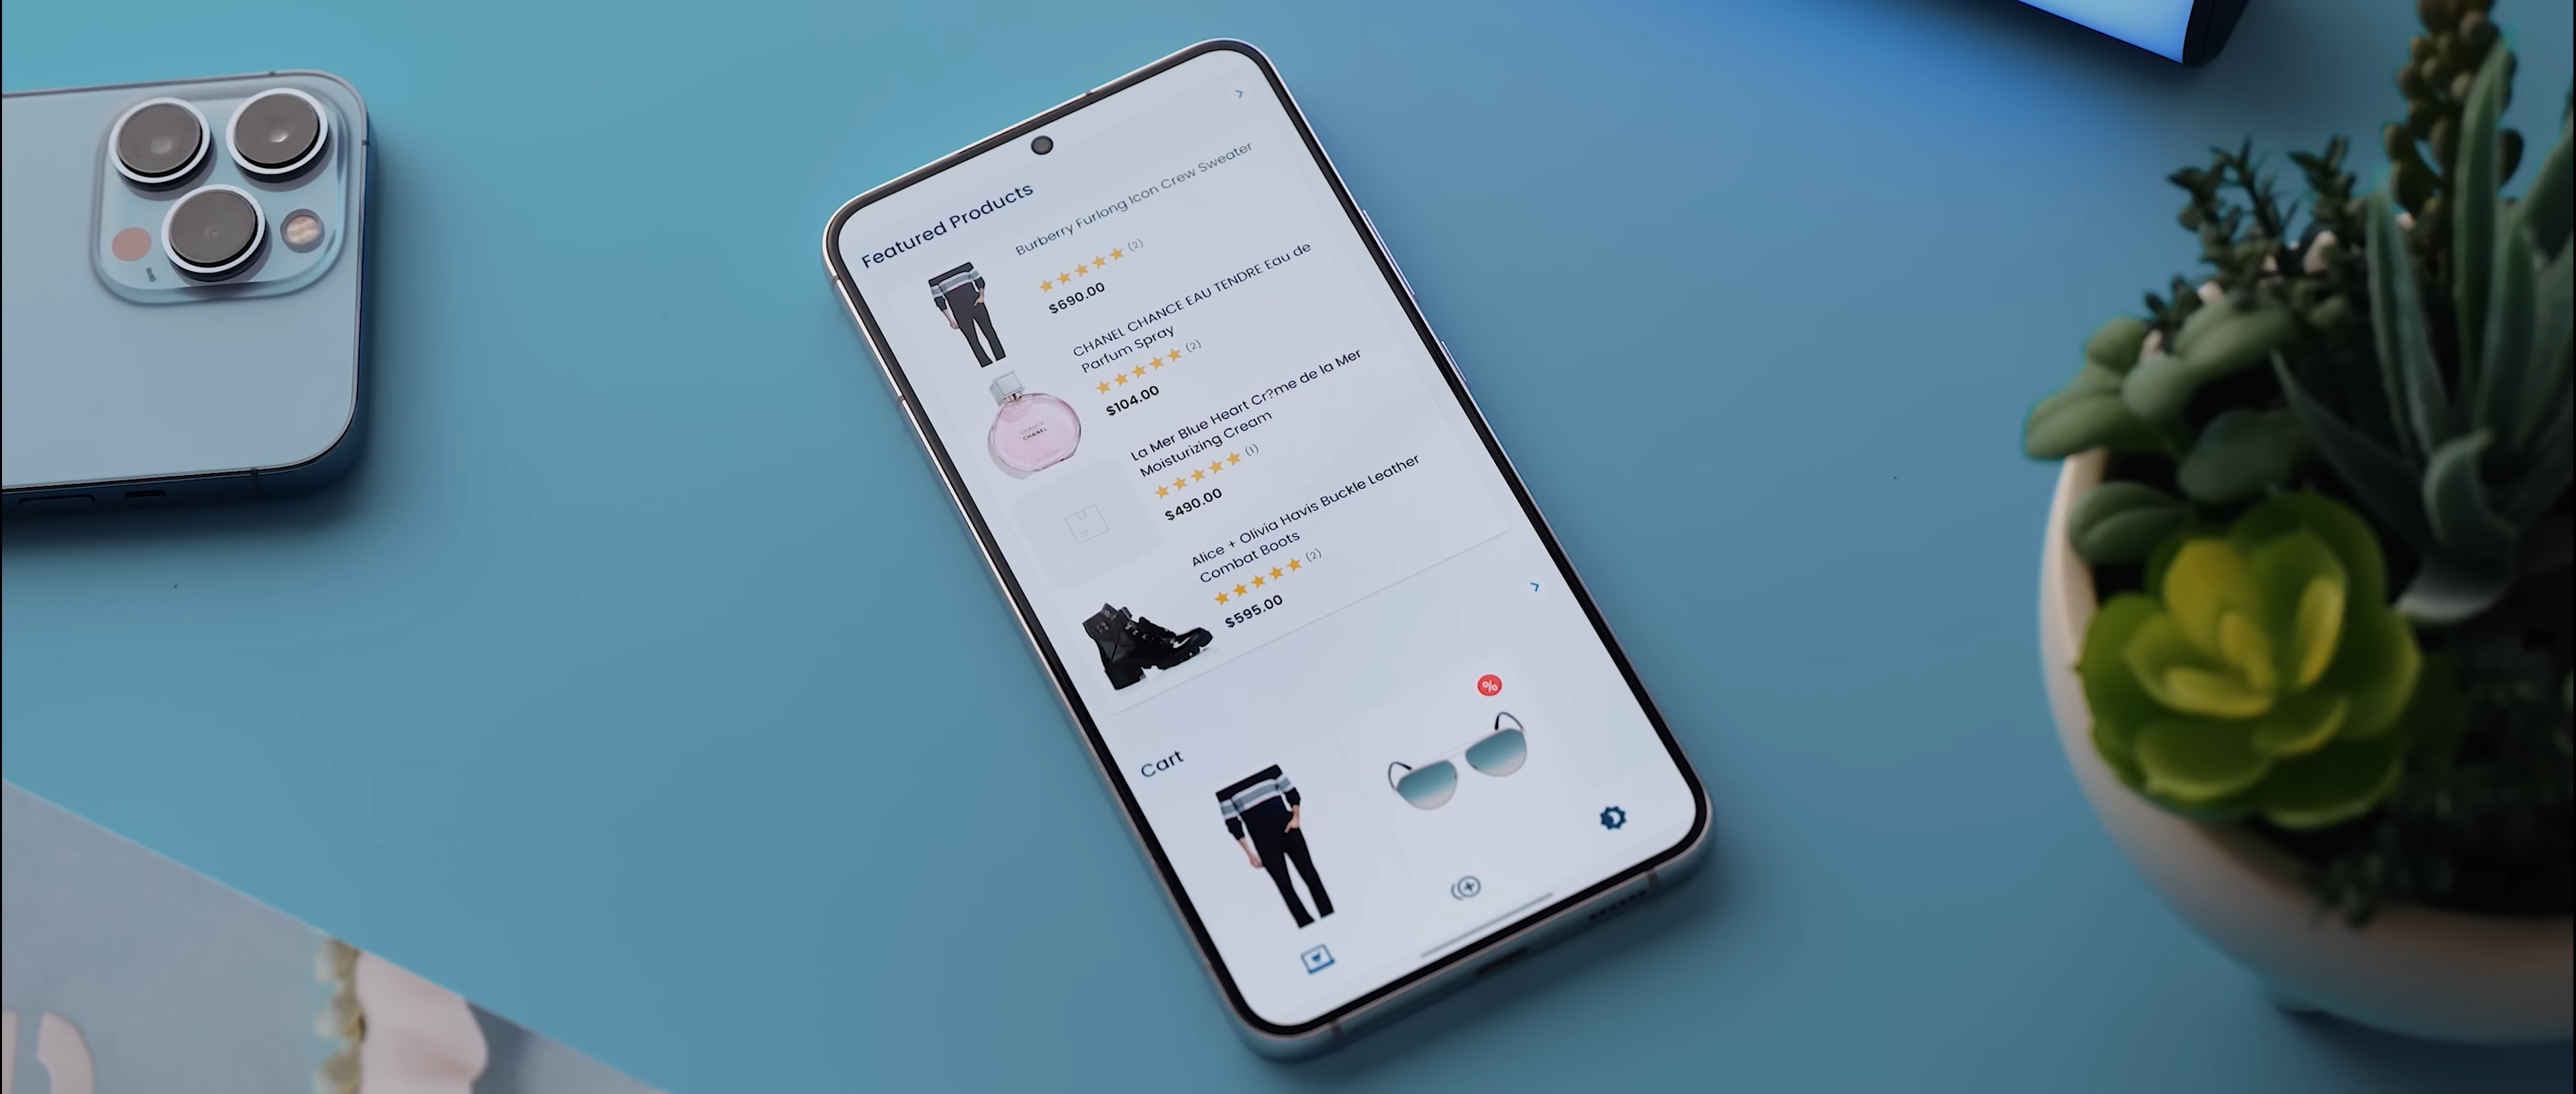 Featured Products
Burberry Furlong Icon Crew Sweater
(2)
$690.00
CHANEL CHANCE EAU TENDRE Eau de
Parfum Spray
(2)
$104.00
CHANCE
CHANEL
La Mer Blue Heart Cr?me de la Mer
Moisturizing Cream
(1)
$490.00
Alice + Olivia Havis Buckle Leather
Combat Boots
(2)
$595.00
Cart
%